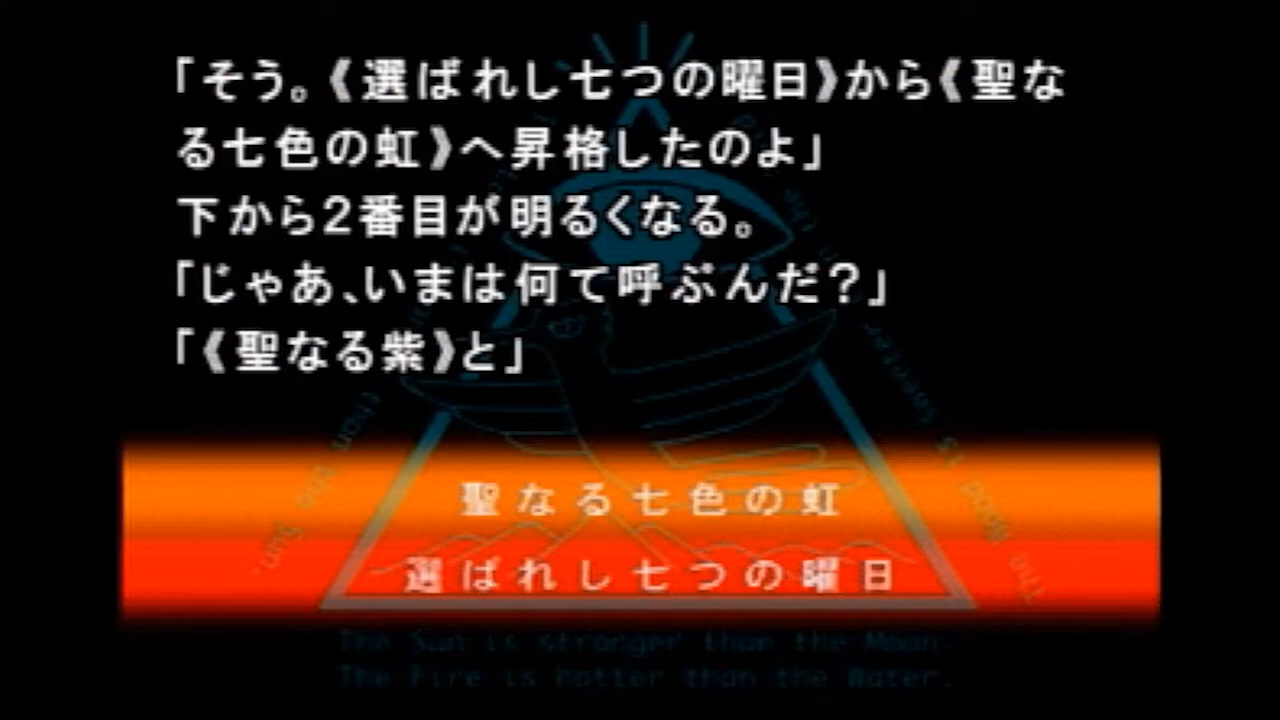 「そう。《選ばれし七つの曜日》から《聖な
る七色の虹》へ昇格したのよ」
下から2番目が明るくなる。
「じゃあ、いまは何て呼ぶんだ?」
「《聖なる紫》と」
聖なる七色の虹
選ばれし七つの曜日
The Sun is stronger than the Moon.
The Fire is hotter than the Water.